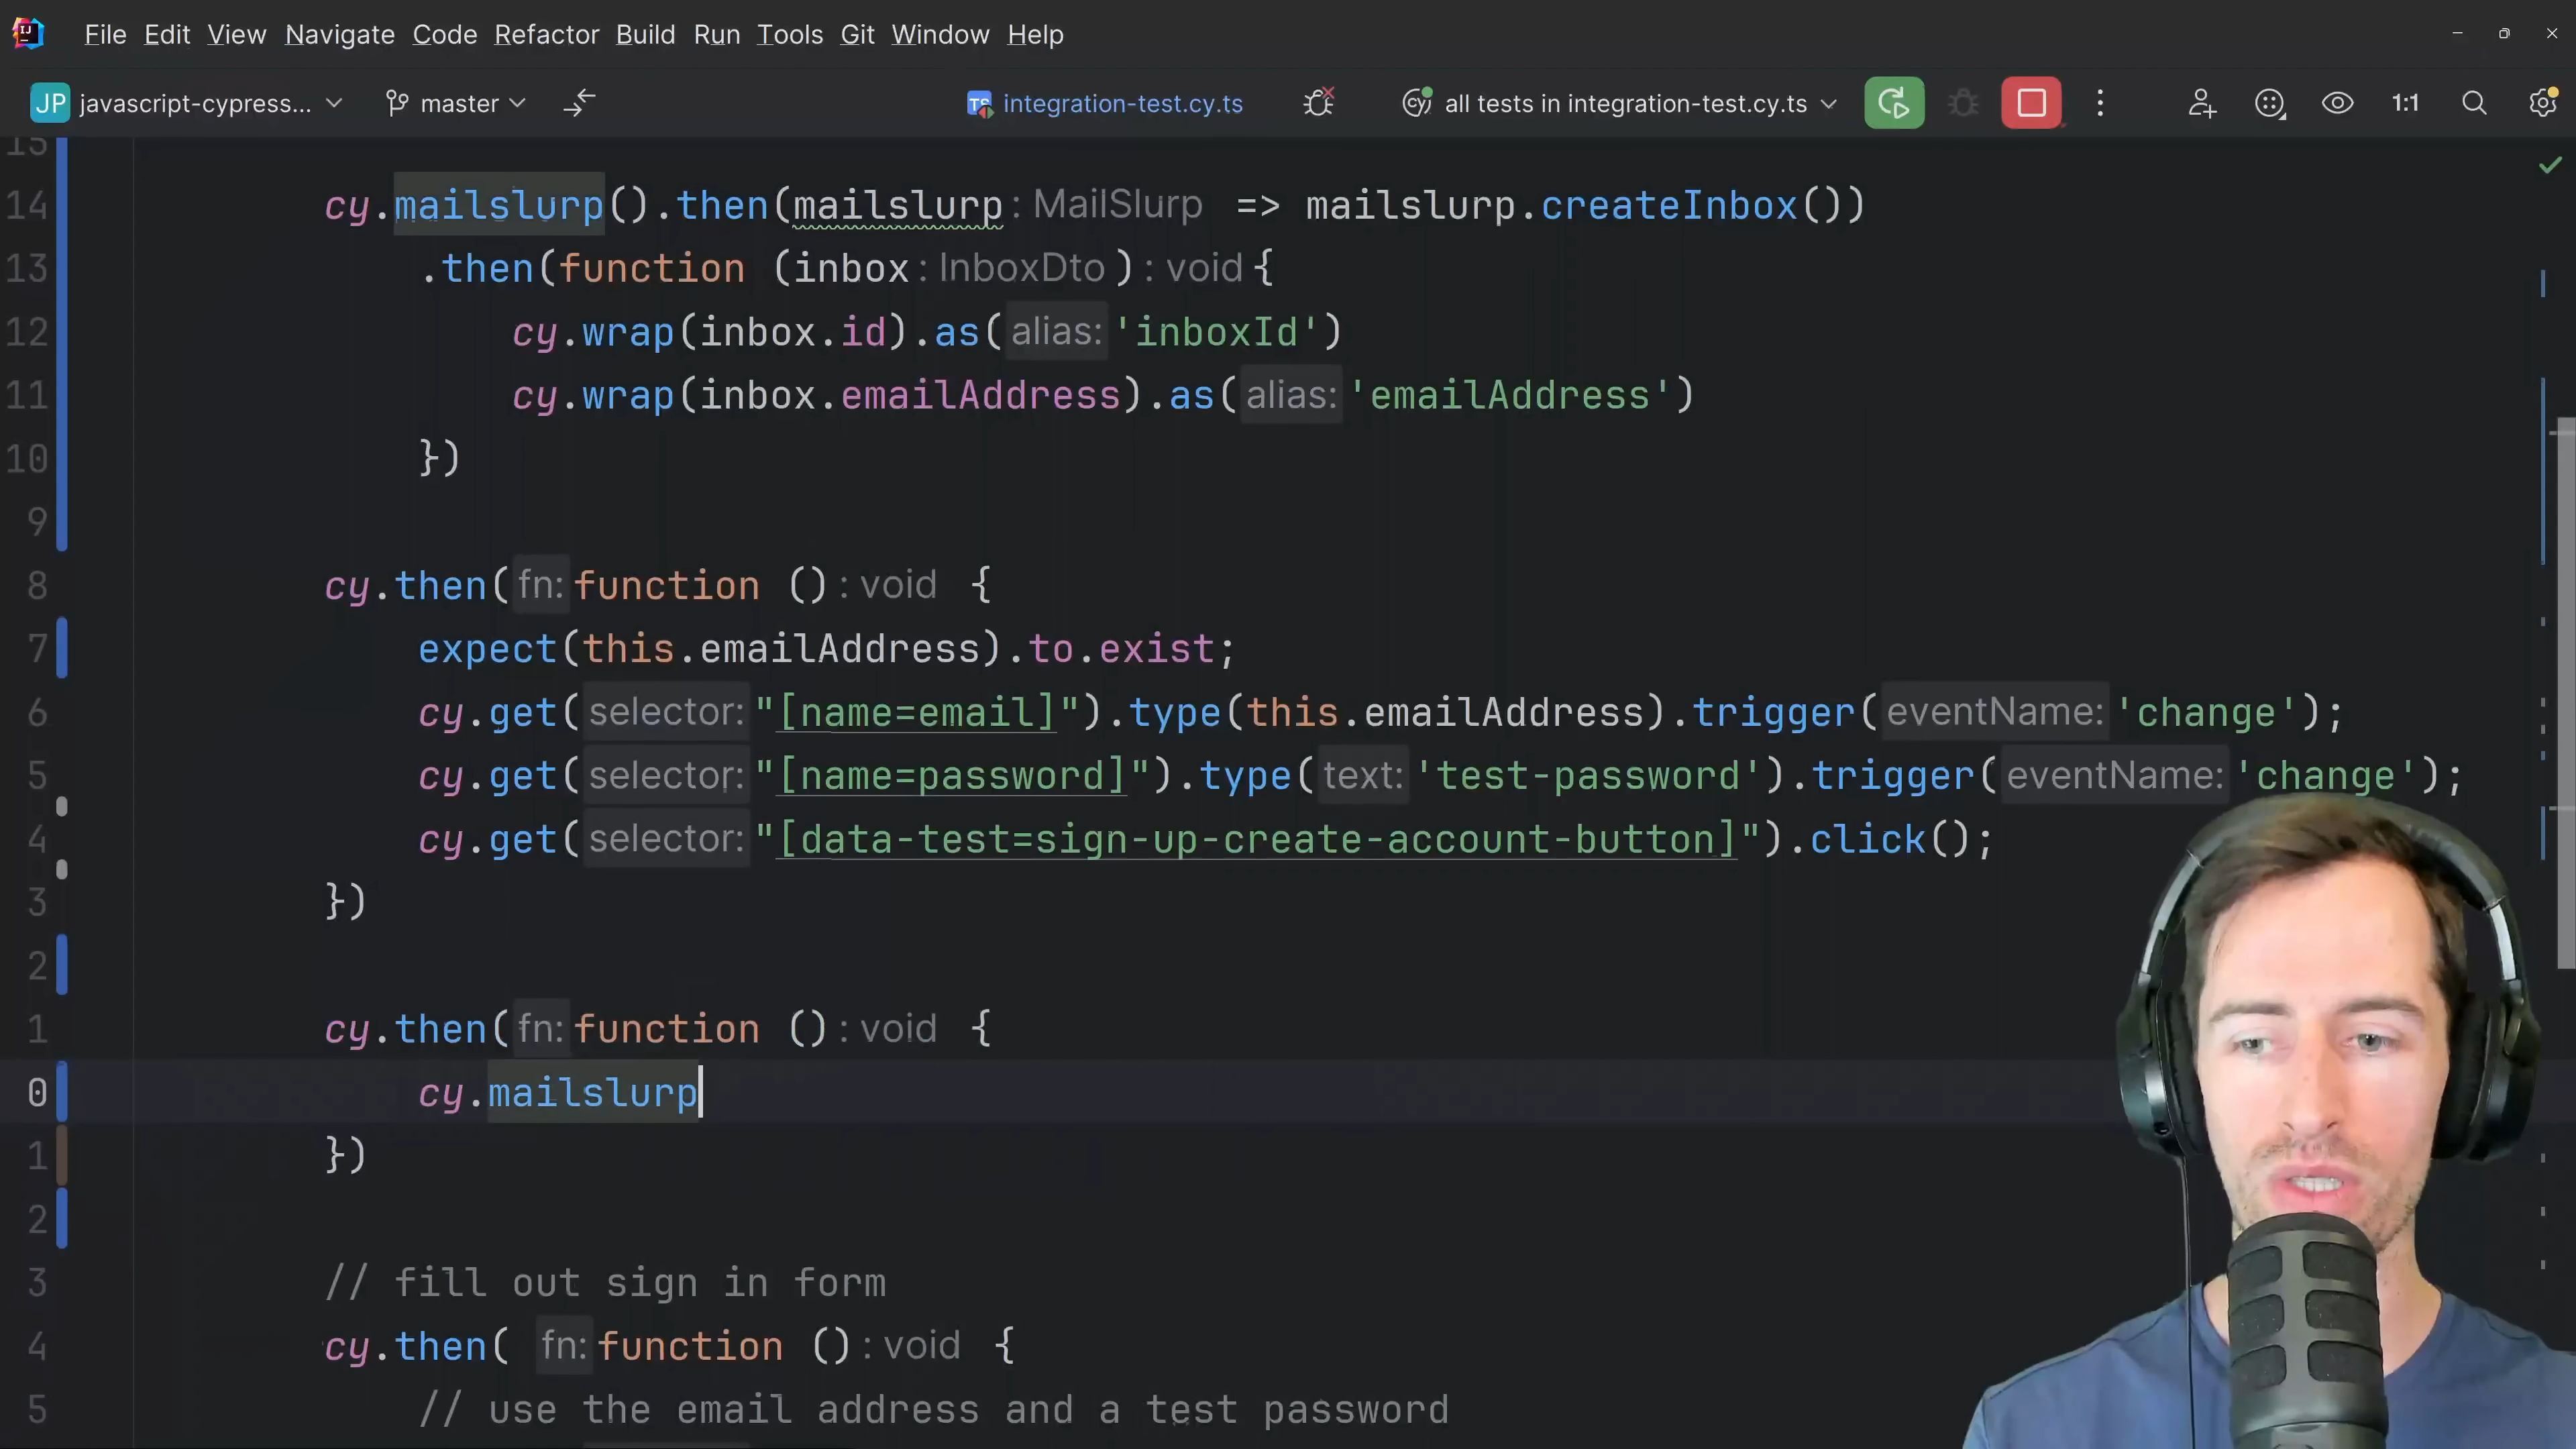 IJ File Edit View Navigate Code Refactor Build Run Tools Git Window Help
JP javascript-cypress... master TS integration-test.cy.ts cy all tests in integration-test.cy.ts 1:1
15
14 cy.mailslurp().then(mailslurp: MailSlurp => mailslurp.createInbox())
13 .then(function (inbox: InboxDto ): void {
12 cy.wrap(inbox.id).as( alias: 'inboxId')
11 cy.wrap(inbox.emailAddress).as( alias: 'emailAddress')
10 })
9
8 cy.then( fn: function (): void {
7 expect(this.emailAddress).to.exist;
6 cy.get( selector: "[name=email]").type(this.emailAddress).trigger( eventName: 'change');
5 cy.get( selector: "[name=password]").type( text: 'test-password').trigger( eventName: 'change');
4 cy.get( selector: "[data-test=sign-up-create-account-button]").click();
3 })
2
1 cy.then( fn: function (): void {
0 cy.mailslurp
1 })
2
3 // fill out sign in form
4 cy.then( fn: function (): void {
5 // use the email address and a test password